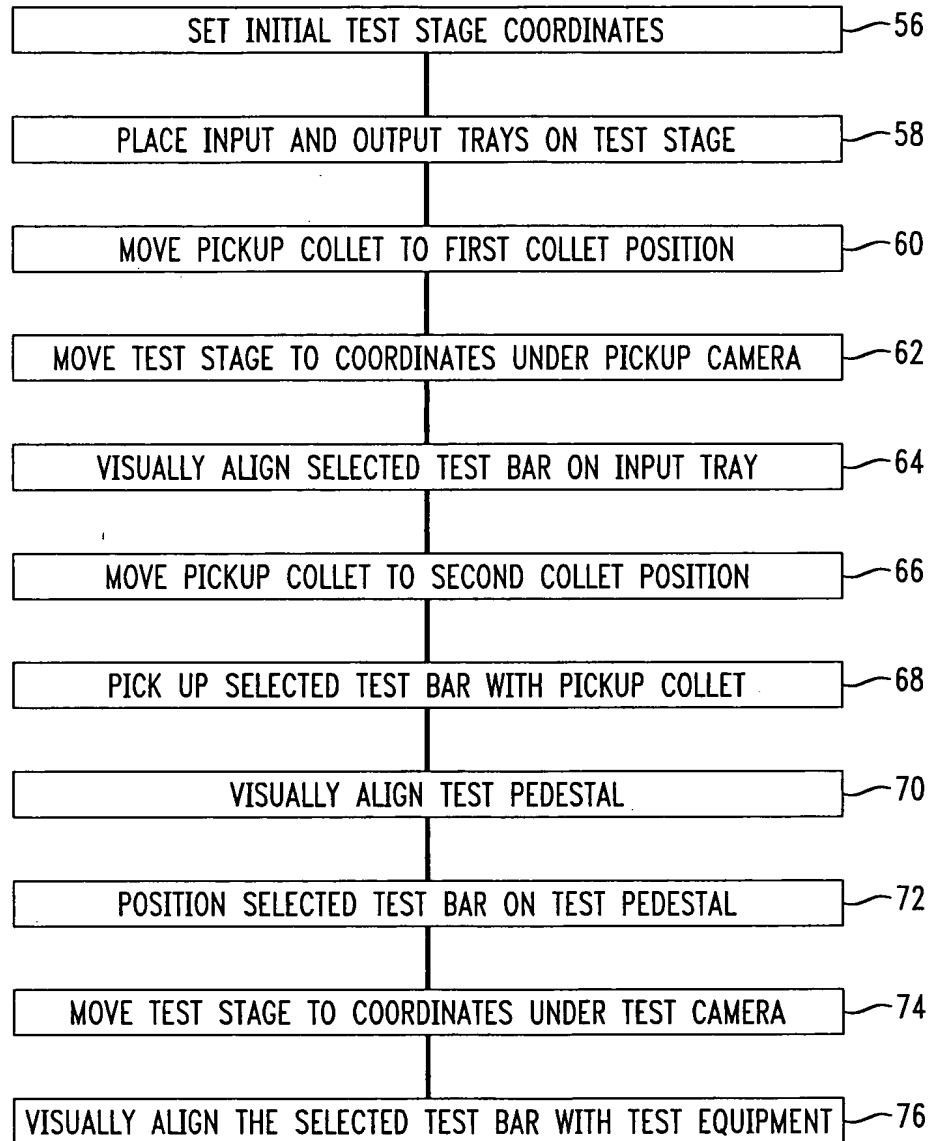 SET INITIAL TEST STAGE COORDINATES 56
PLACE INPUT AND OUTPUT TRAYS ON TEST STAGE 58
MOVE PICKUP COLLET TO FIRST COLLET POSITION 60
MOVE TEST STAGE TO COORDINATES UNDER PICKUP CAMERA 62
VISUALLY ALIGN SELECTED TEST BAR ON INPUT TRAY 64
MOVE PICKUP COLLET TO SECOND COLLET POSITION 66
PICK UP SELECTED TEST BAR WITH PICKUP COLLET 68
VISUALLY ALIGN TEST PEDESTAL 70
POSITION SELECTED TEST BAR ON TEST PEDESTAL 72
MOVE TEST STAGE TO COORDINATES UNDER TEST CAMERA 74
VISUALLY ALIGN THE SELECTED TEST BAR WITH TEST EQUIPMENT 76